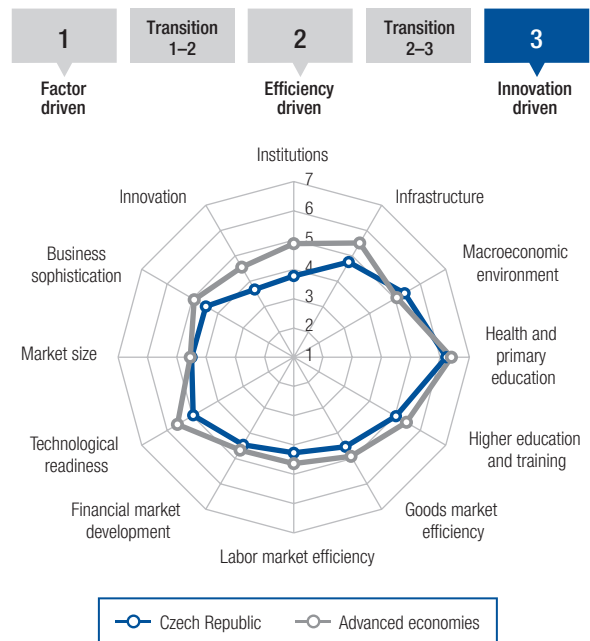 1
Transition
1–2
2
Transition
2–3
3
Factor
driven
Efficiency
driven
Innovation
driven
Institutions
Innovation
Infrastructure
Business
sophistication
Macroeconomic
environment
Market size
Health and
primary
education
Technological
readiness
Higher education
and training
Financial market
development
Goods market
efficiency
Labor market efficiency
7
6
5
4
3
2
1
Czech Republic
Advanced economies